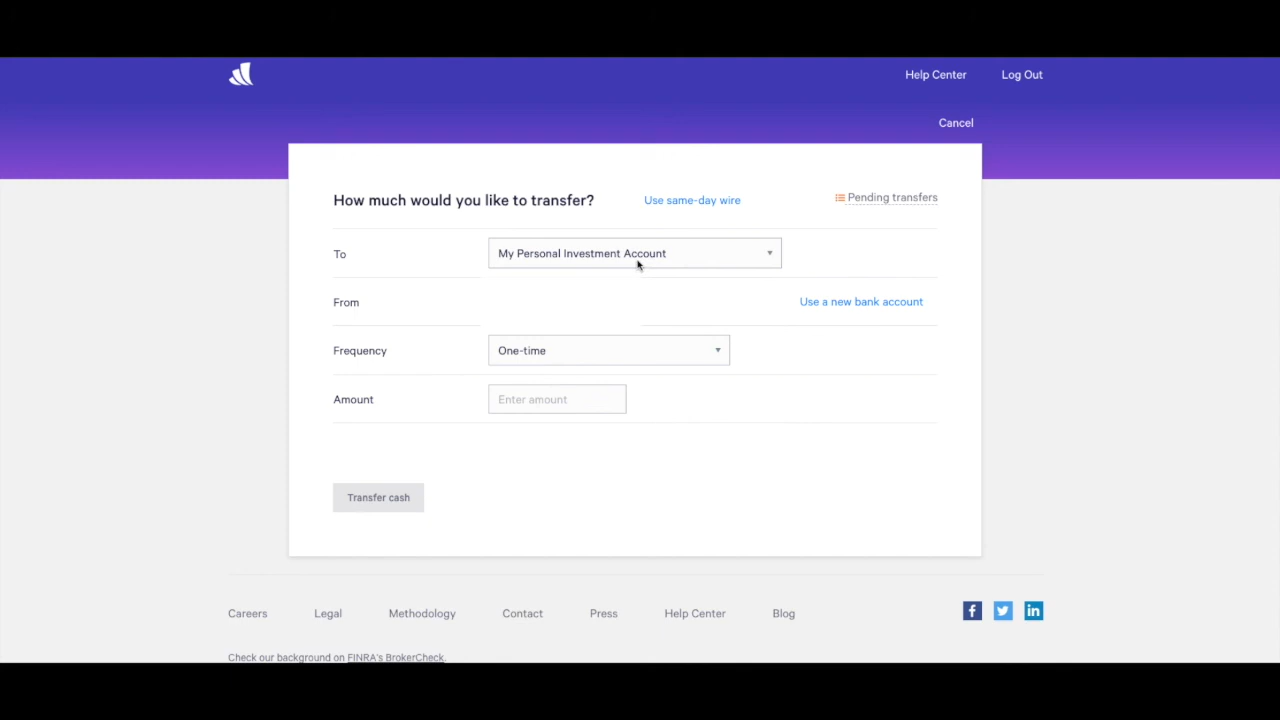 Help Center Log Out
Cancel
How much would you like to transfer? Use same-day wire Pending transfers
To My Personal Investment Account
From Use a new bank account
Frequency One-time
Amount Enter amount
Transfer cash
Careers Legal Methodology Contact Press Help Center Blog
Check our background on FINRA's BrokerCheck.